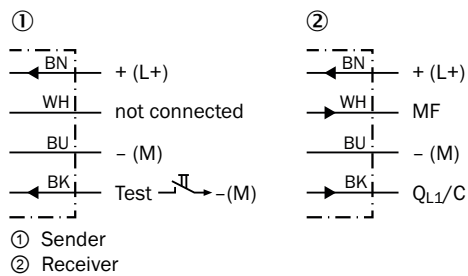 ① ②
BN + (L+) BN + (L+)
WH not connected WH MF
BU – (M) BU – (M)
BK Test –(M) BK QL1/C
① Sender
② Receiver